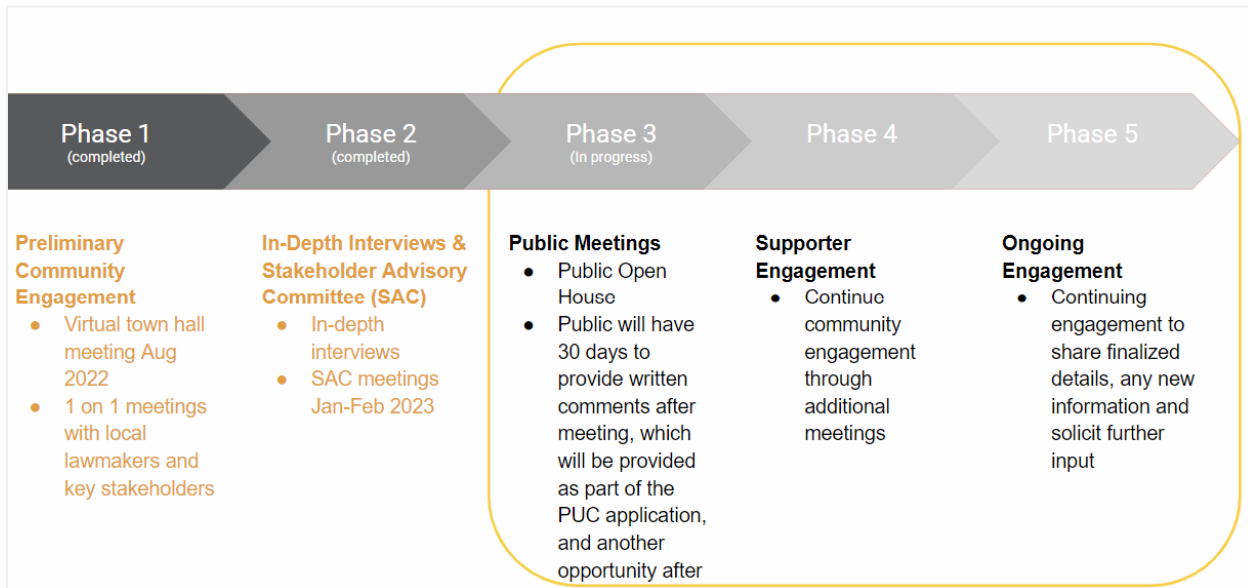 Phase 1
(completed)
Phase 2
(completed)
Phase 3
(In progress)
Phase 4
Phase 5
Preliminary
Community
Engagement
● Virtual town hall
meeting Aug
2022
● 1 on 1 meetings
with local
lawmakers and
key stakeholders
In-Depth Interviews &
Stakeholder Advisory
Committee (SAC)
● In-depth
interviews
● SAC meetings
Jan-Feb 2023
Public Meetings
● Public Open
House
● Public will have
30 days to
provide written
comments after
meeting, which
will be provided
as part of the
PUC application,
and another
opportunity after
Supporter
Engagement
● Continue
community
engagement
through
additional
meetings
Ongoing
Engagement
● Continuing
engagement to
share finalized
details, any new
information and
solicit further
input